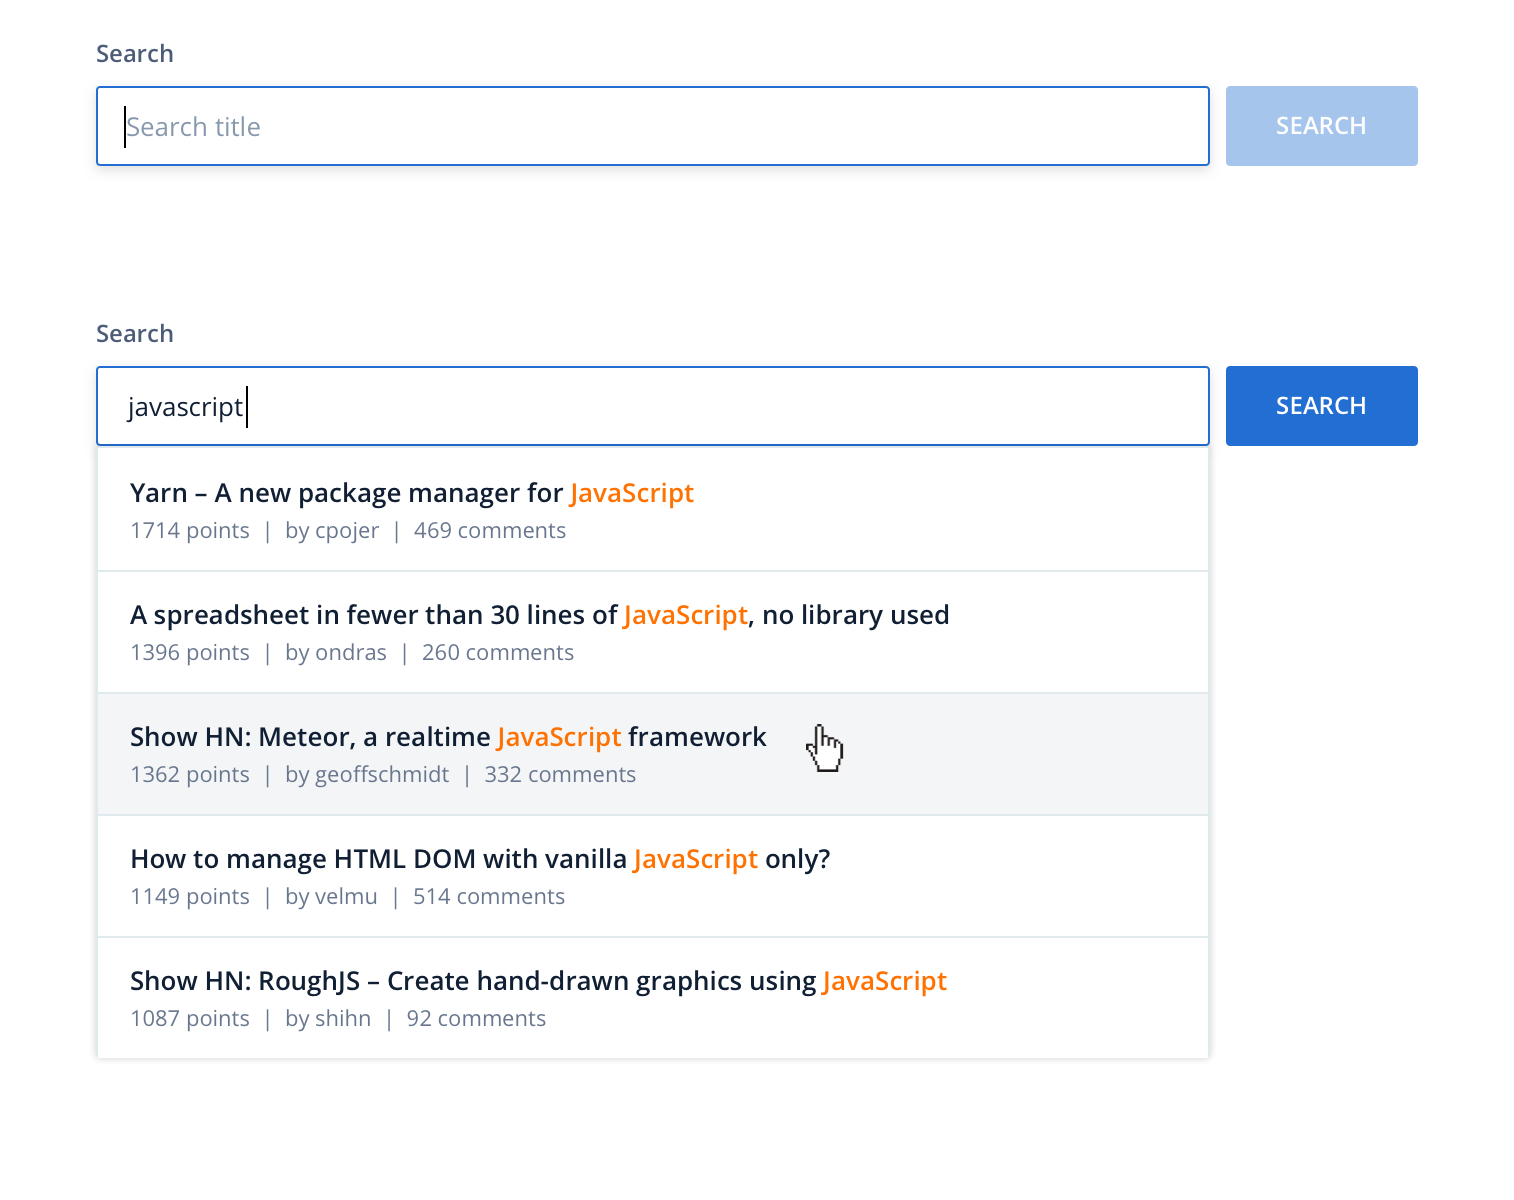 Search
Search title
SEARCH
Search
javascript
SEARCH
Yarn – A new package manager for JavaScript
1714 points | by cpojer | 469 comments
A spreadsheet in fewer than 30 lines of JavaScript, no library used
1396 points | by ondras | 260 comments
Show HN: Meteor, a realtime JavaScript framework
1362 points | by geoffschmidt | 332 comments
How to manage HTML DOM with vanilla JavaScript only?
1149 points | by velmu | 514 comments
Show HN: RoughJS – Create hand-drawn graphics using JavaScript
1087 points | by shihn | 92 comments